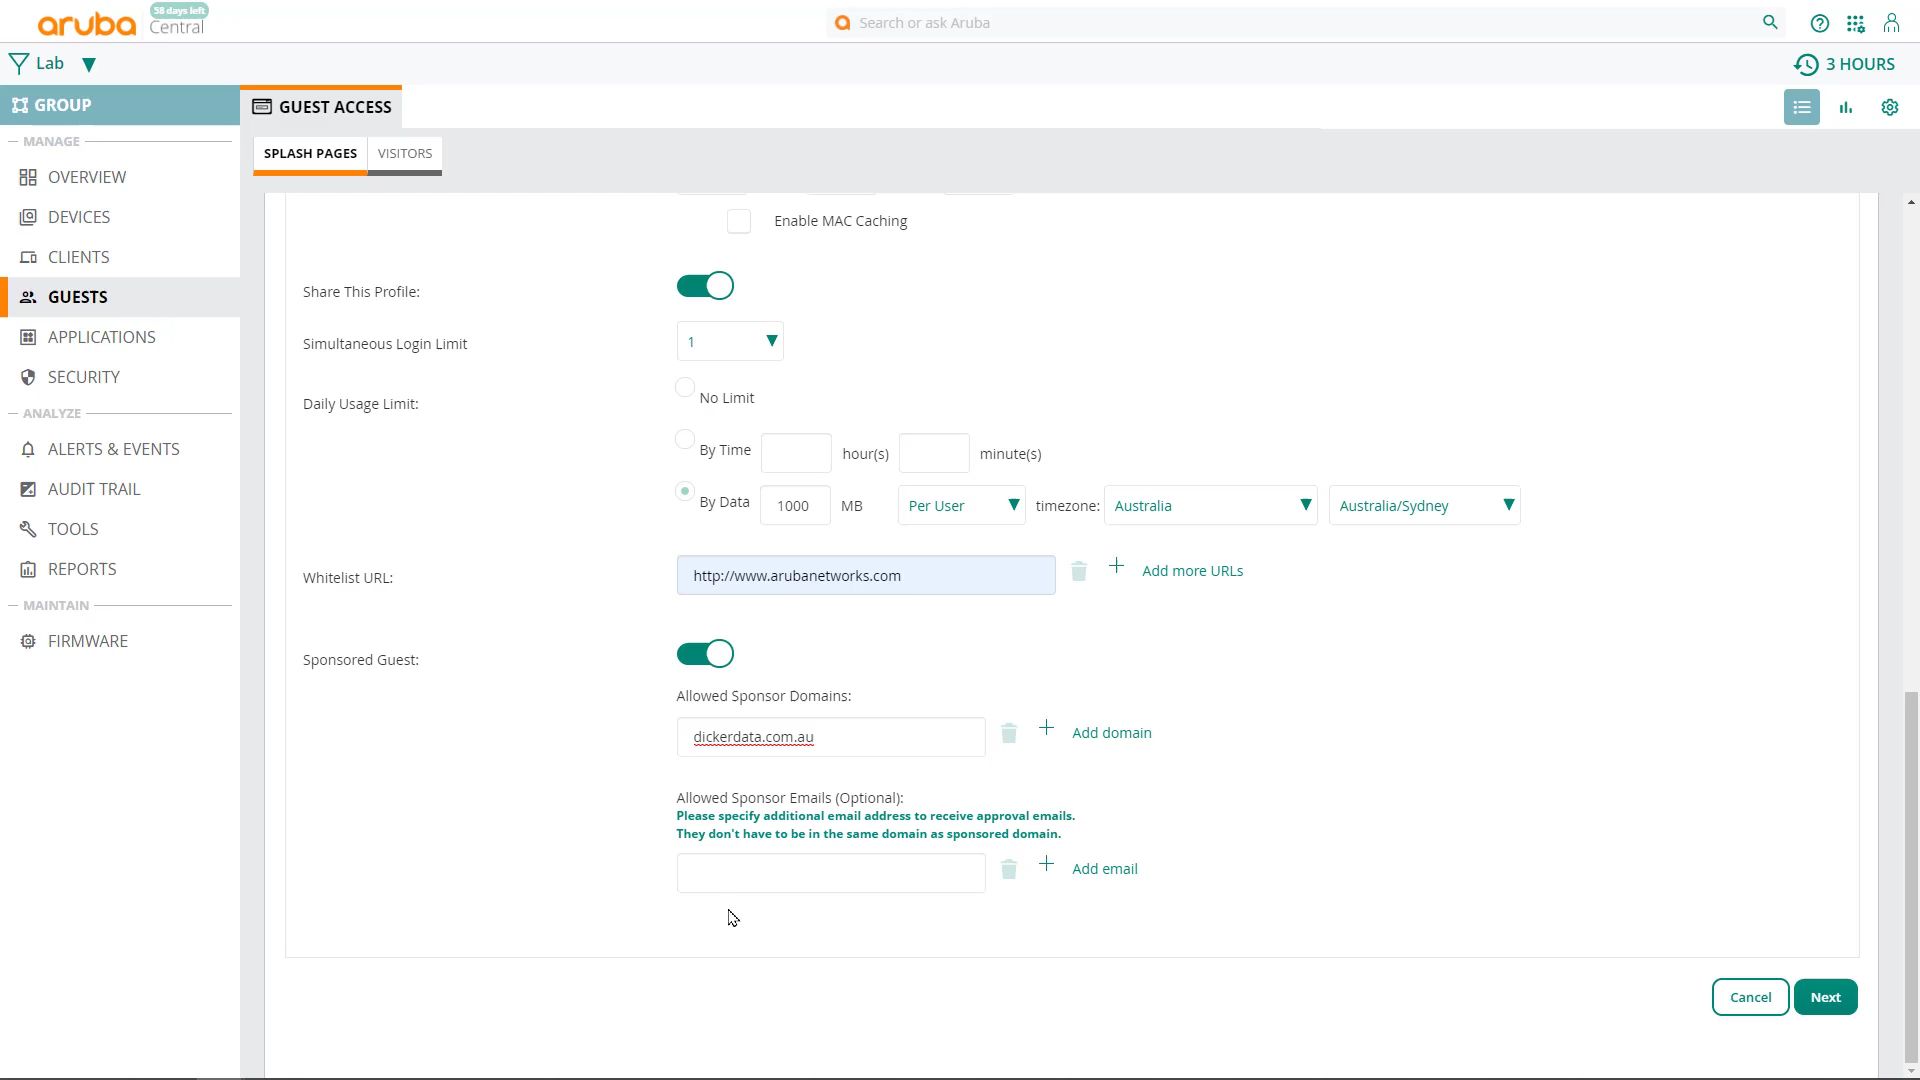 aruba
58 days left
Central
Search or ask Aruba
Lab
3 HOURS
GROUP
GUEST ACCESS
MANAGE
SPLASH PAGES
VISITORS
OVERVIEW
DEVICES
CLIENTS
GUESTS
APPLICATIONS
SECURITY
ANALYZE
ALERTS & EVENTS
AUDIT TRAIL
TOOLS
REPORTS
MAINTAIN
FIRMWARE
Enable MAC Caching
Share This Profile:
Simultaneous Login Limit
1
Daily Usage Limit:
No Limit
By Time hour(s) minute(s)
By Data 1000 MB Per User timezone: Australia Australia/Sydney
Whitelist URL:
http://www.arubanetworks.com
Add more URLs
Sponsored Guest:
Allowed Sponsor Domains:
dickerdata.com.au
Add domain
Allowed Sponsor Emails (Optional):
Please specify additional email address to receive approval emails.
They don't have to be in the same domain as sponsored domain.
Add email
Cancel
Next